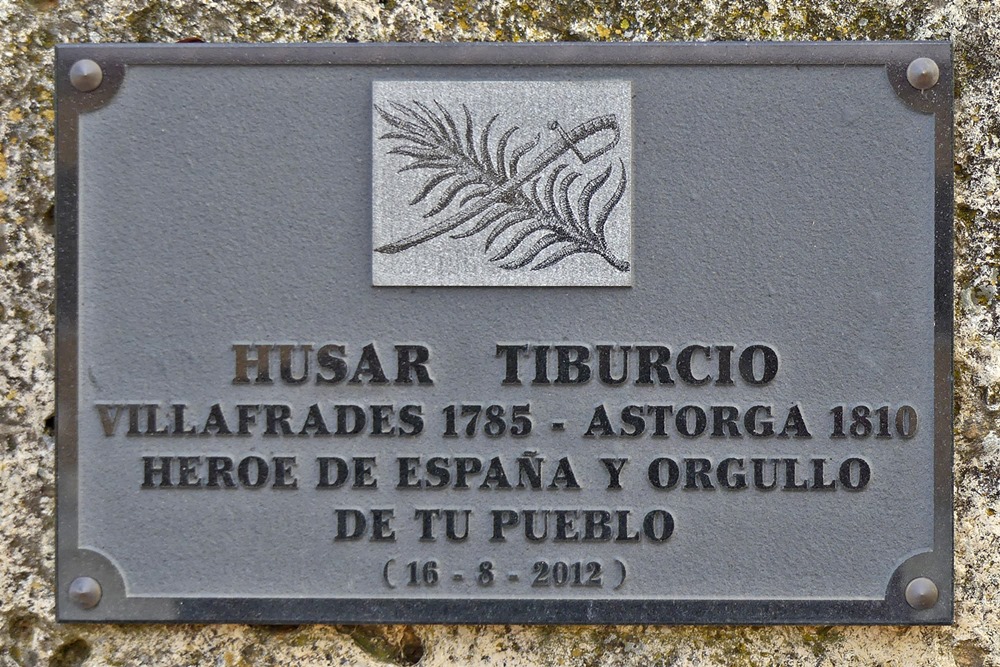 HUSAR TIBURCIO
VILLAFRADES 1785 - ASTORGA 1810
HEROE DE ESPAÑA Y ORGULLO
DE TU PUEBLO
( 16 - 8 - 2012 )